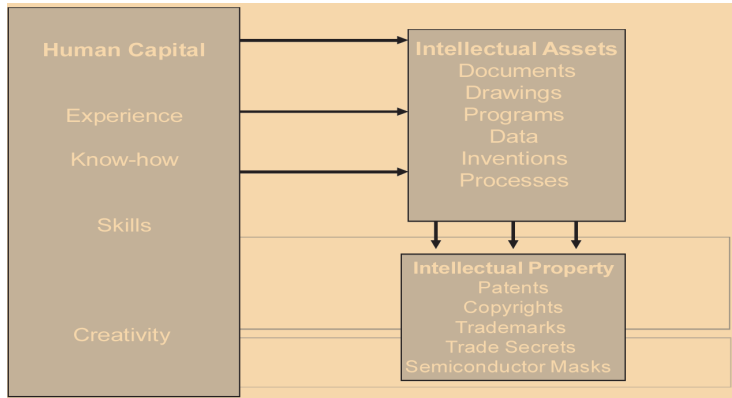 Human Capital
Experience
Know-how
Skills
Creativity
Intellectual Assets
Documents
Drawings
Programs
Data
Inventions
Processes
Intellectual Property
Patents
Copyrights
Trademarks
Trade Secrets
Semiconductor Masks